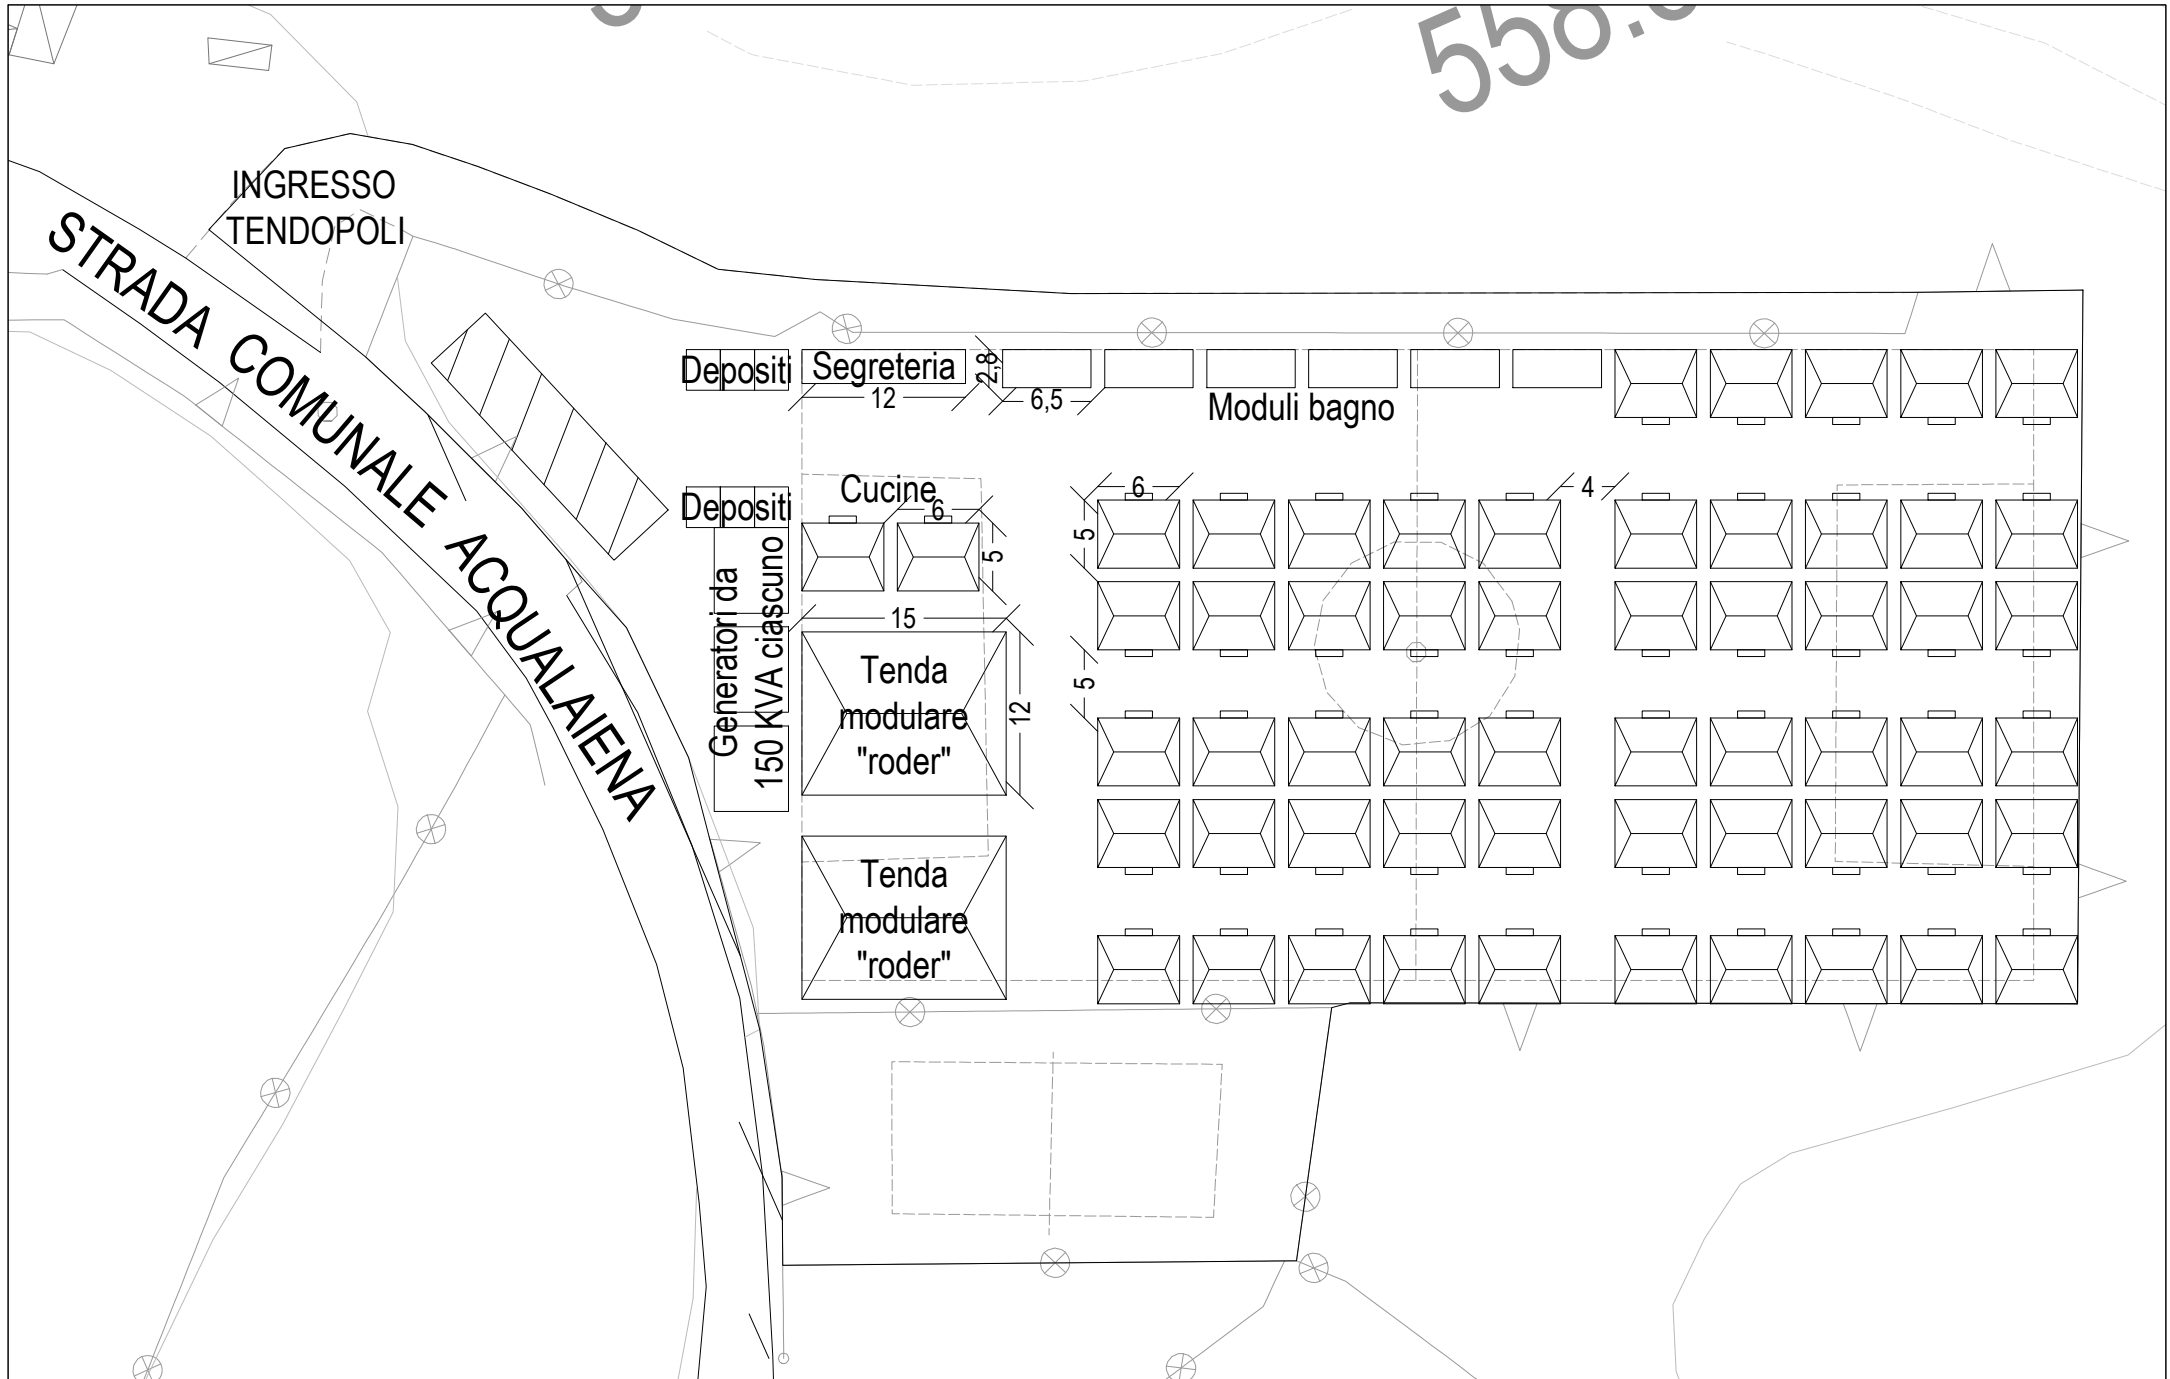 558.
INGRESSO
TENDOPOLI
STRADA COMUNALE ACQUALAIENA
Depositi
Segreteria
12
2,8
6,5
Moduli bagno
Depositi
Cucine
6
5
6
5
4
5
Generatori da
150 KVA ciascuno
15
12
Tenda
modulare
"roder"
Tenda
modulare
"roder"